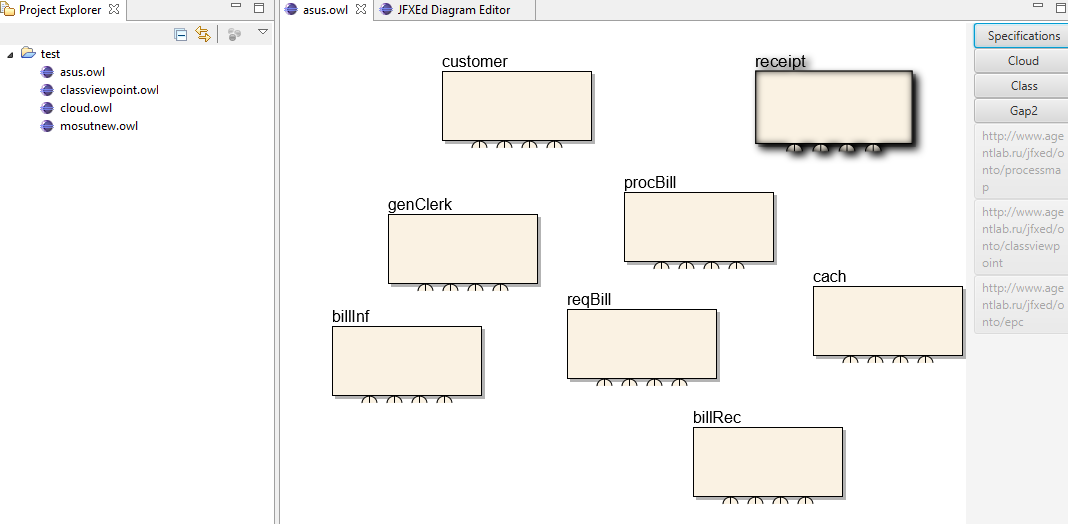 Project Explorer
test
asus.owl
classviewpoint.owl
cloud.owl
mosutnew.owl
asus.owl
JFXEd Diagram Editor
customer
receipt
procBill
genClerk
cach
reqBill
billInf
billRec
Specifications
Cloud
Class
Gap2
http://www.age
ntlab.ru/jfxed/o
nto/processma
p
http://www.age
ntlab.ru/jfxed/o
nto/classviewp
oint
http://www.age
ntlab.ru/jfxed/o
nto/epc